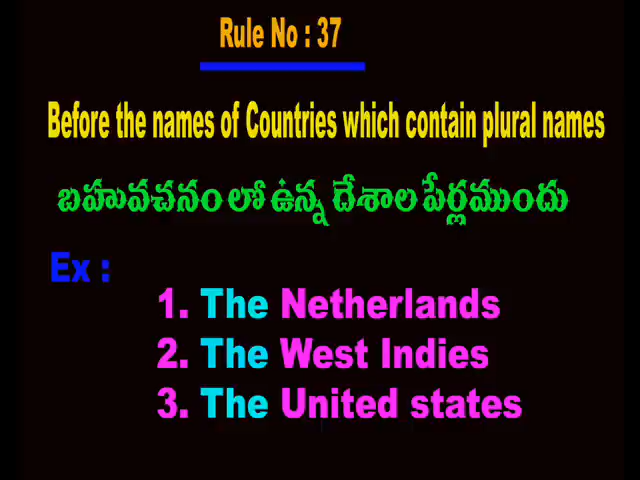 Rule No : 37
Before the names of Countries which contain plural names
బహువచనం లో ఉన్న దేశాల పేర్లముందు
Ex :
1. The Netherlands
2. The West Indies
3. The United states